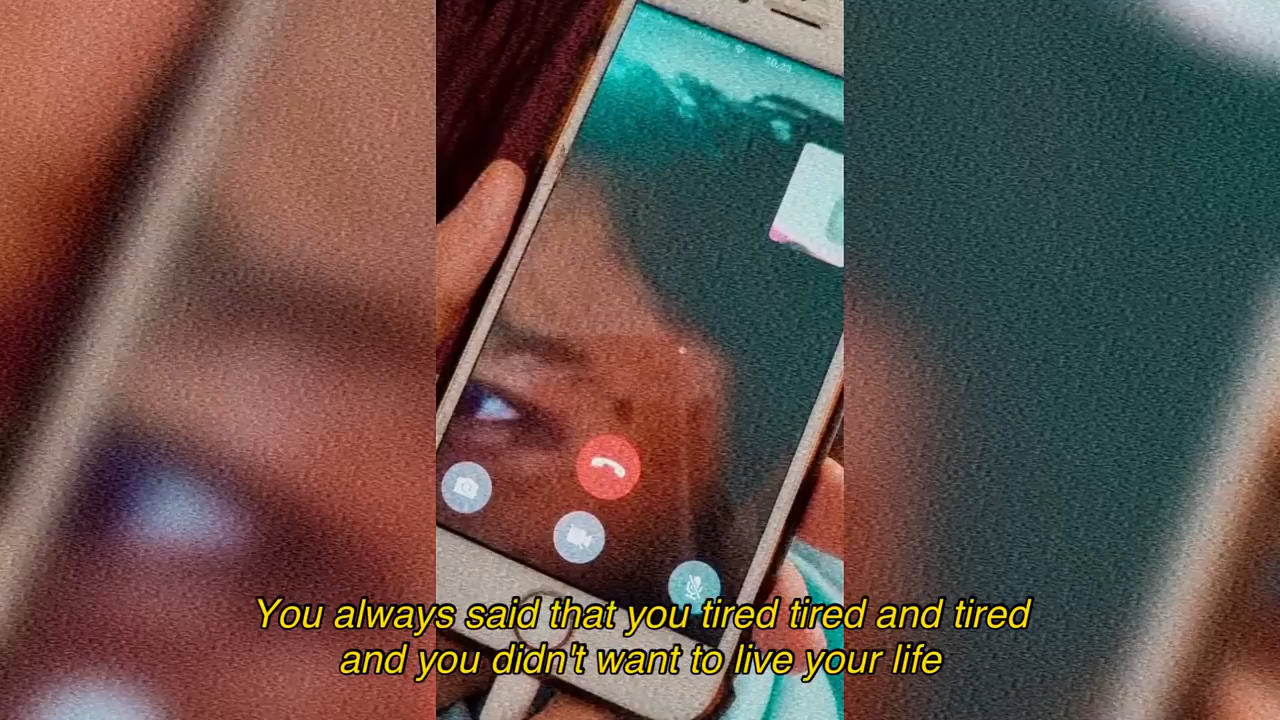 You always said that you tired tired and tired
and you didn't want to live your life